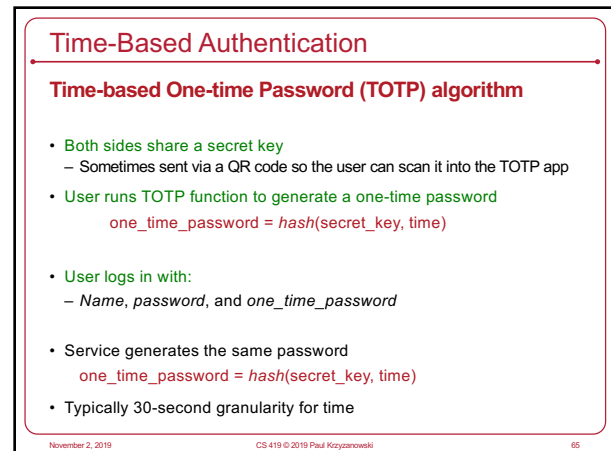 Time-Based Authentication
Time-based One-time Password (TOTP) algorithm
• Both sides share a secret key
– Sometimes sent via a QR code so the user can scan it into the TOTP app
• User runs TOTP function to generate a one-time password
one_time_password = hash(secret_key, time)
• User logs in with:
– Name, password, and one_time_password
• Service generates the same password
one_time_password = hash(secret_key, time)
• Typically 30-second granularity for time
November 2, 2019 CS 419 © 2019 Paul Krzyzanowski 65